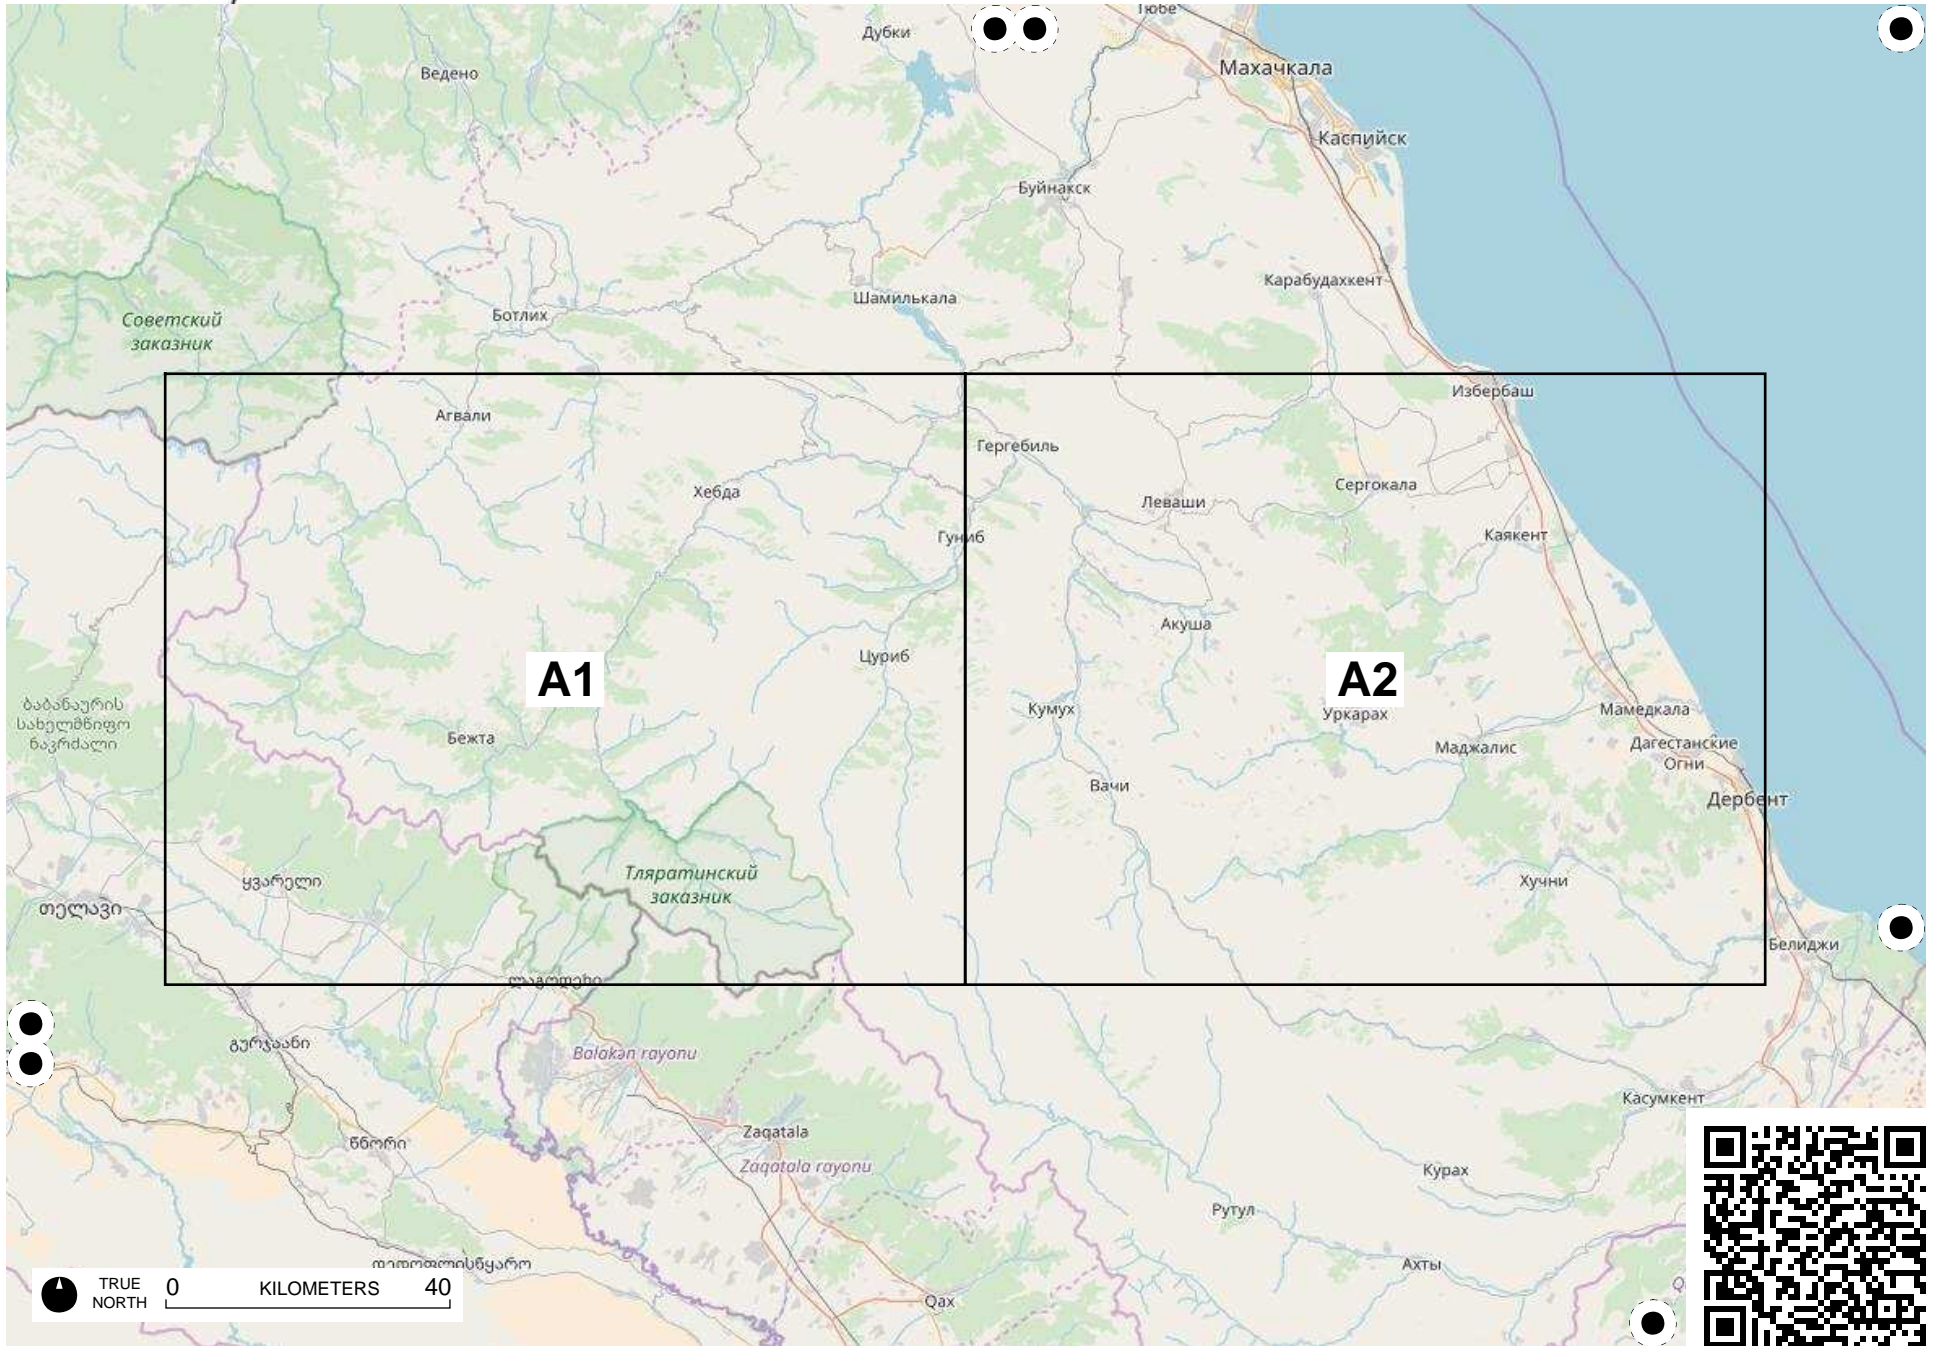 Тюбе
Дубки
Махачкала
Ведено
Каспийск
Буйнакск
Карабудахкент
Шамилькала
Ботлих
Советский
заказник
Избербаш
Агвали
Гергебиль
Сергокала
Хебда
Леваши
Каякент
Гуниб
Акуша
Цуриб
A1
A2
ბაბანაურის
სახელმწიფო
ნაკრძალი
Кумух
Уркарах
Мамедкала
Бежта
Маджалис
Дагестанские
Огни
Вачи
Дербент
Тляратинский
заказник
ყვარელი
Хучни
თელავი
Белиджи
ლაგოდეხი
გურჯაანი
Balakən rayonu
Касумкент
Zaqatala
წნორი
Zaqatala rayonu
Курах
Рутул
დედოფლისწყარო
Ахты
TRUE
NORTH
0 KILOMETERS 40
Qax